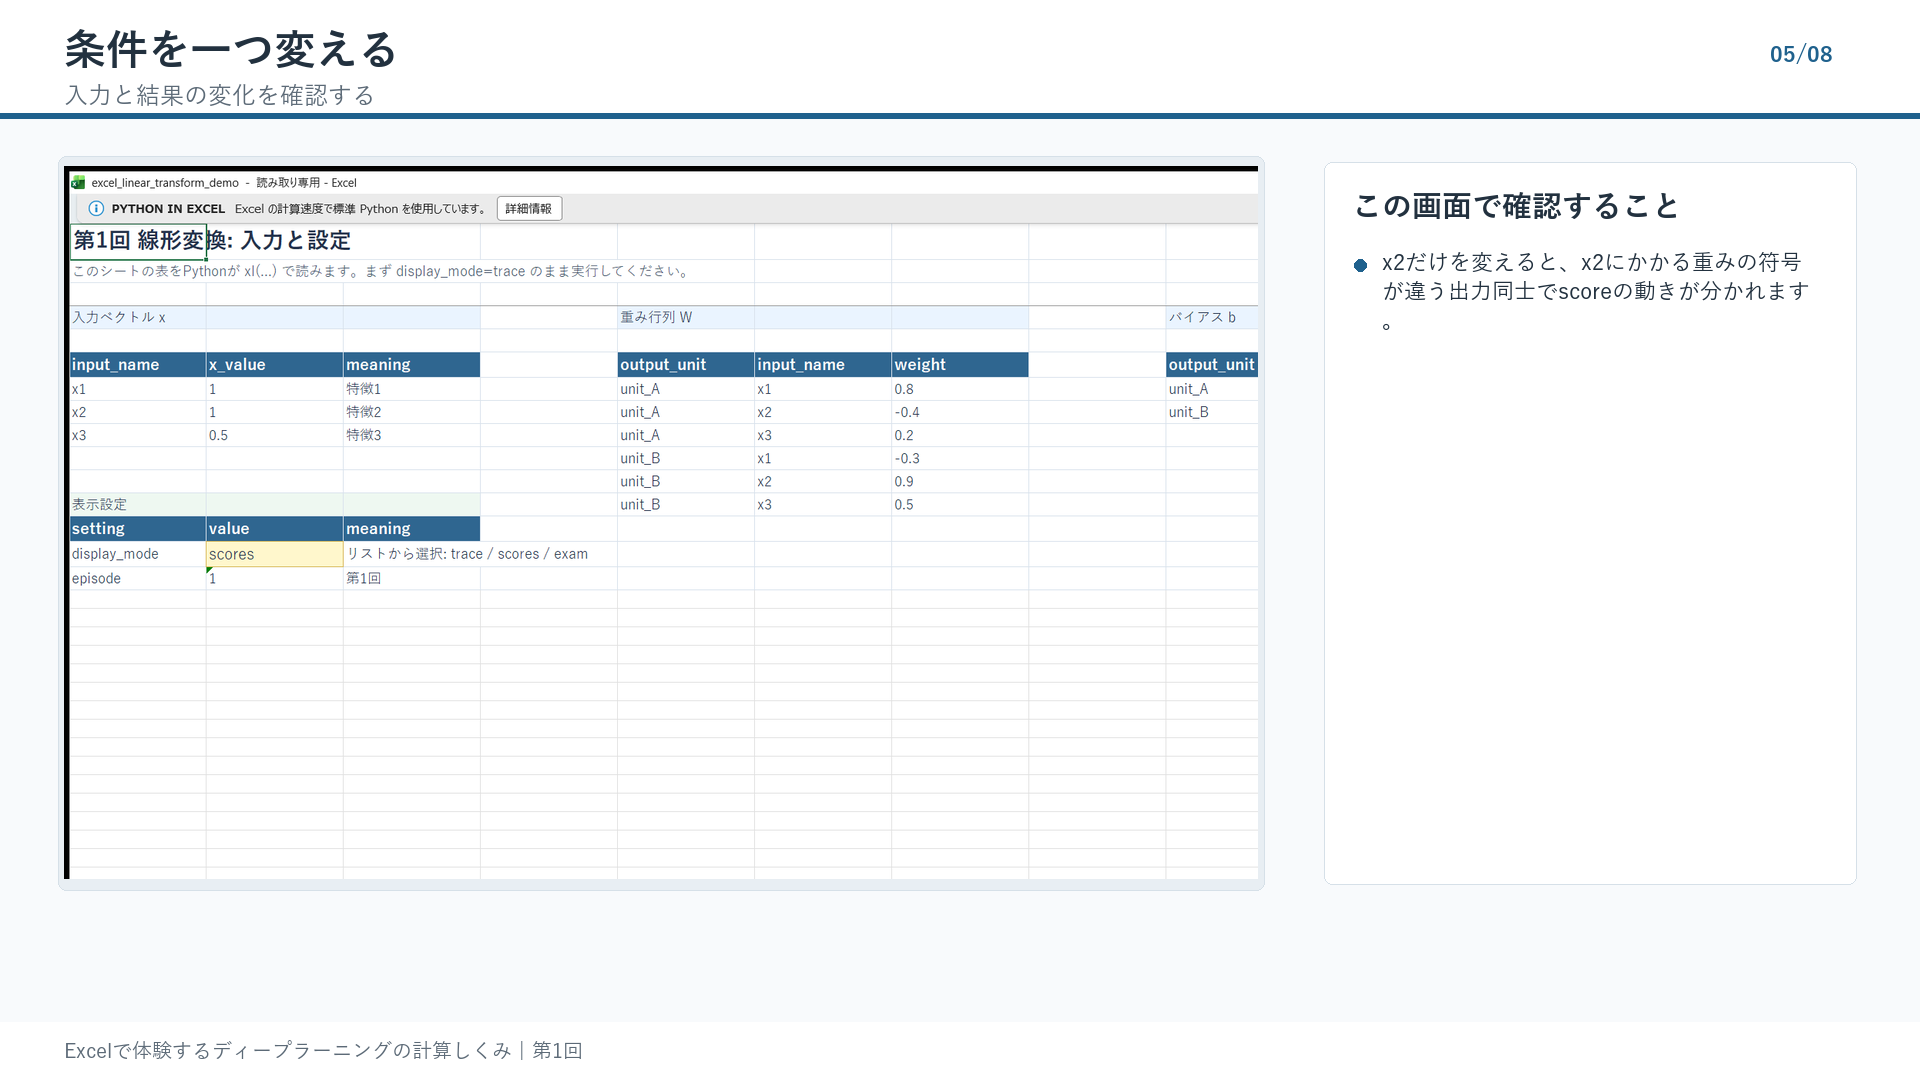 条件を一つ変える
入力と結果の変化を確認する
05/08
excel_linear_transform_demo - 読み取り専用 - Excel
PYTHON IN EXCEL Excel の計算速度で標準 Python を使用しています。 詳細情報
第1回 線形変換: 入力と設定
このシートの表をPythonが xl(...) で読みます。まず display_mode=trace のまま実行してください。
入力ベクトル x 重み行列 W バイアス b
input_name x_value meaning output_unit input_name weight output_unit
x1 1 特徴1 unit_A x1 0.8 unit_A
x2 1 特徴2 unit_A x2 -0.4 unit_B
x3 0.5 特徴3 unit_A x3 0.2
unit_B x1 -0.3
unit_B x2 0.9
表示設定 unit_B x3 0.5
setting value meaning
display_mode scores リストから選択: trace / scores / exam
episode 1 第1回
この画面で確認すること
x2だけを変えると、x2にかかる重みの符号
が違う出力同士でscoreの動きが分かれます
。
Excelで体験するディープラーニングの計算しくみ｜第1回